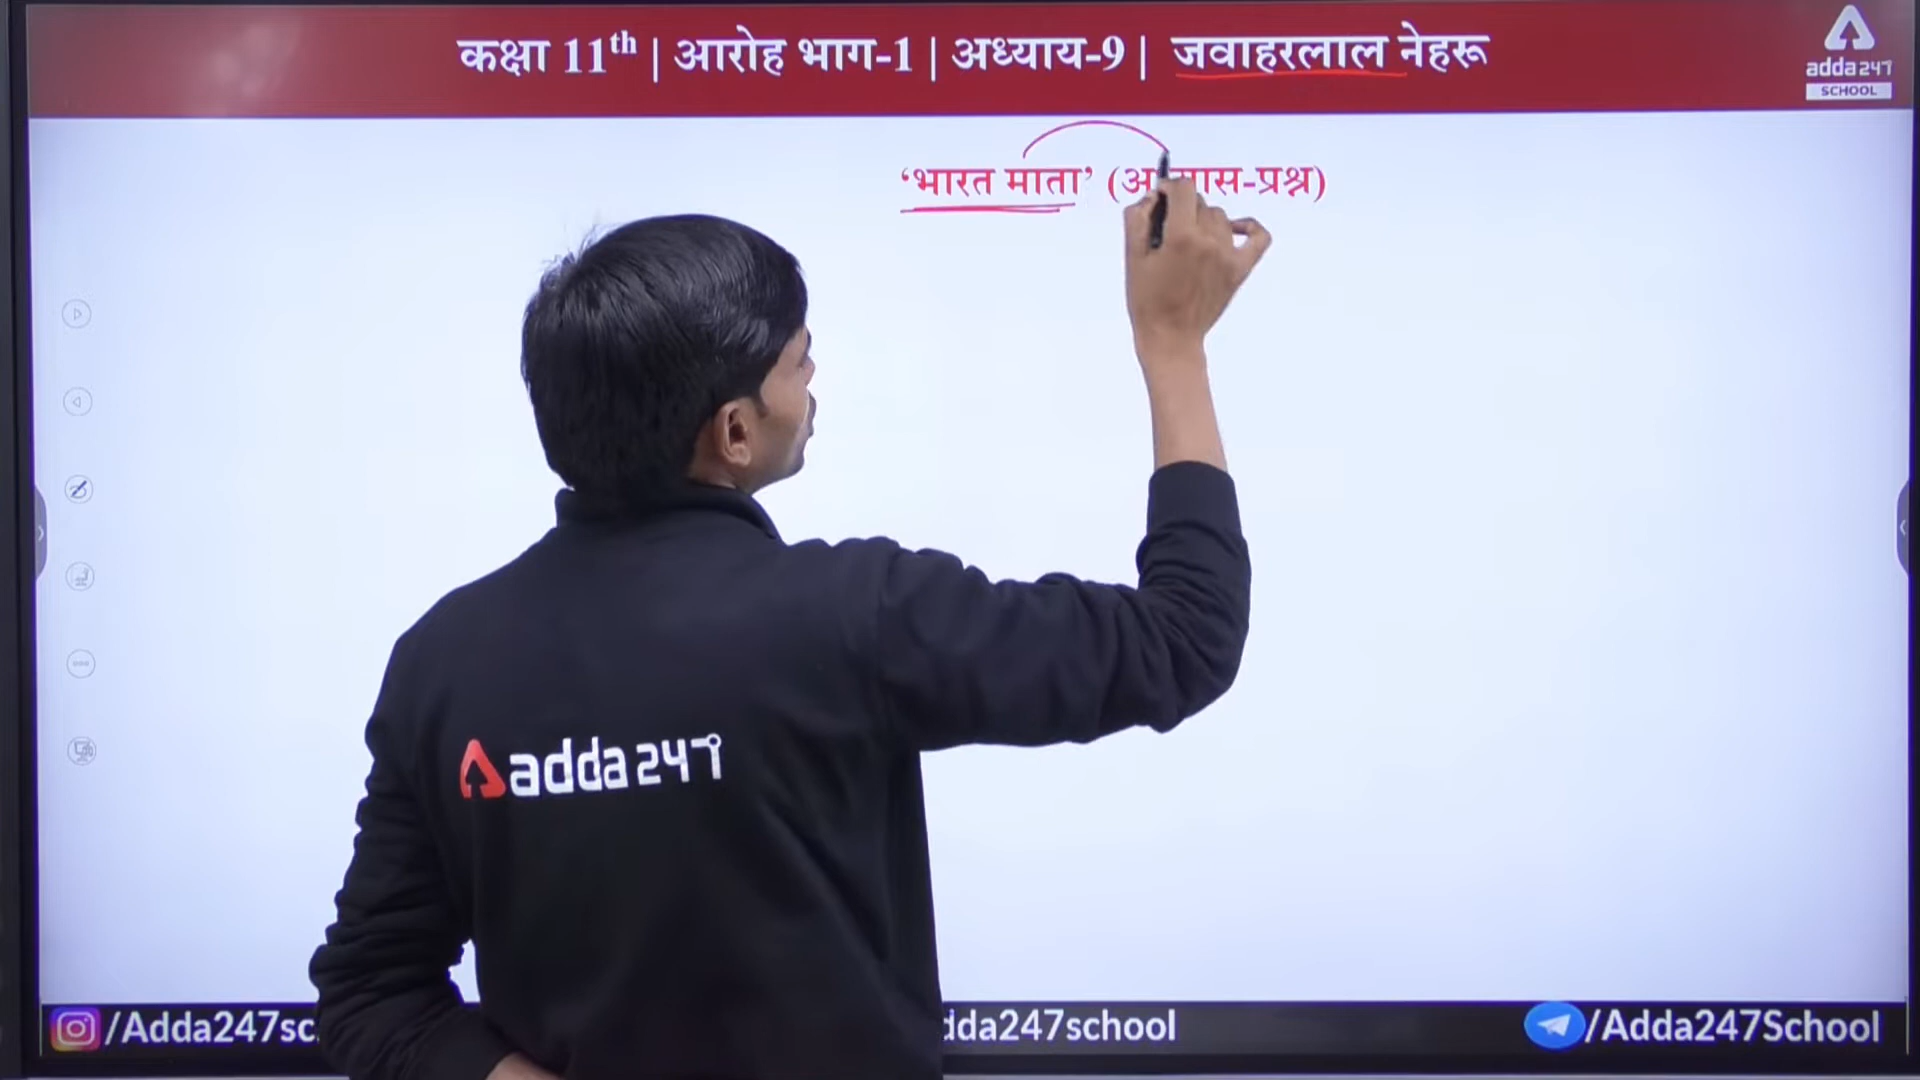 कक्षा 11th | आरोह भाग-1 | अध्याय-9 | जवाहरलाल नेहरू
adda247
SCHOOL
‘भारत माता’ -प्रश्न)
adda247
/Adda247sc
dda247school
/Adda247School